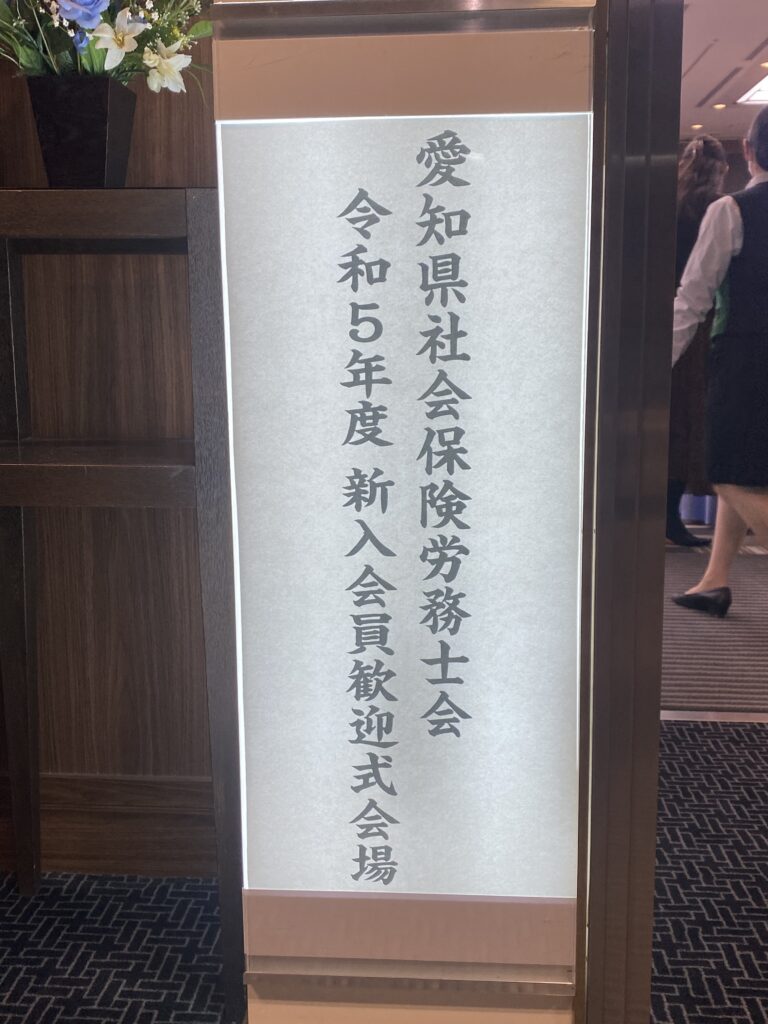 愛知県社会保険労務士会
令和5年度 新入会員歓迎式会場